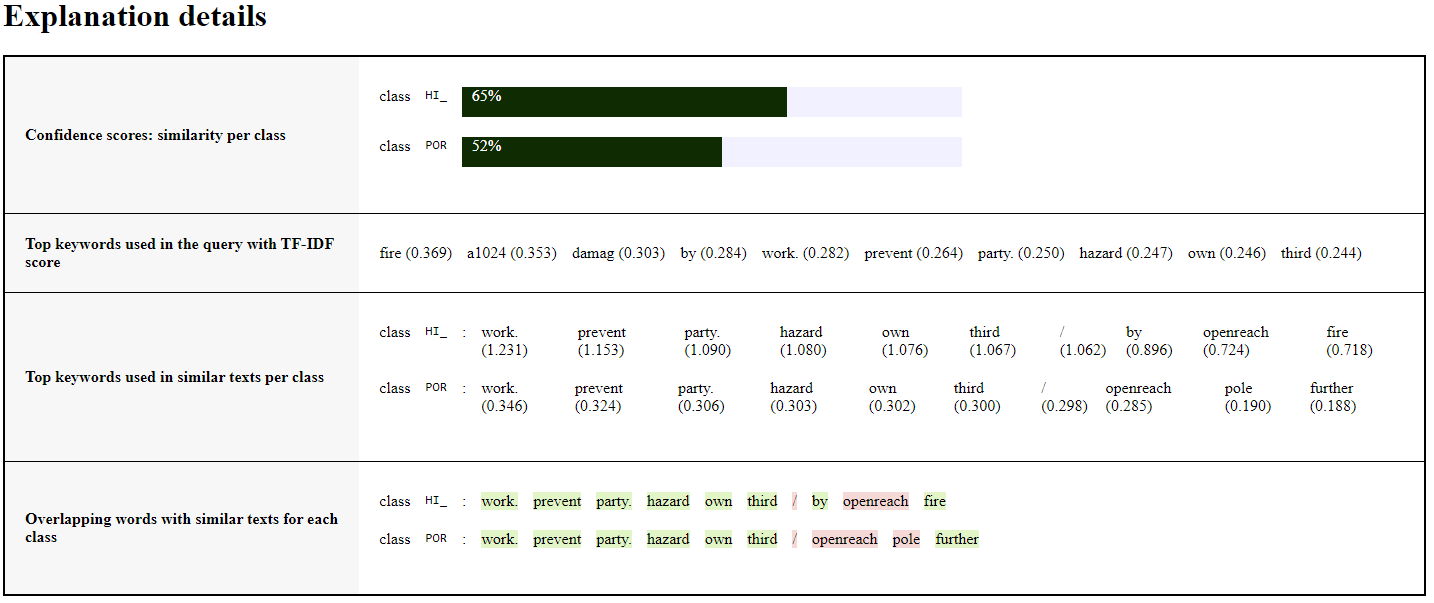 Explanation details
Confidence scores: similarity per class
class HI_ 65%
class POR 52%
Top keywords used in the query with TF-IDF
score
fire (0.369) a1024 (0.353) damag (0.303) by (0.284) work. (0.282) prevent (0.264) party. (0.250) hazard (0.247) own (0.246) third (0.244)
Top keywords used in similar texts per class
class HI_ : work. prevent party. hazard own third / by openreach fire
(1.231) (1.153) (1.090) (1.080) (1.076) (1.067) (1.062) (0.896) (0.724) (0.718)
class POR : work. prevent party. hazard own third / openreach pole further
(0.346) (0.324) (0.306) (0.303) (0.302) (0.300) (0.298) (0.285) (0.190) (0.188)
Overlapping words with similar texts for each
class
class HI_ : work. prevent party. hazard own third / by openreach fire
class POR : work. prevent party. hazard own third / openreach pole further